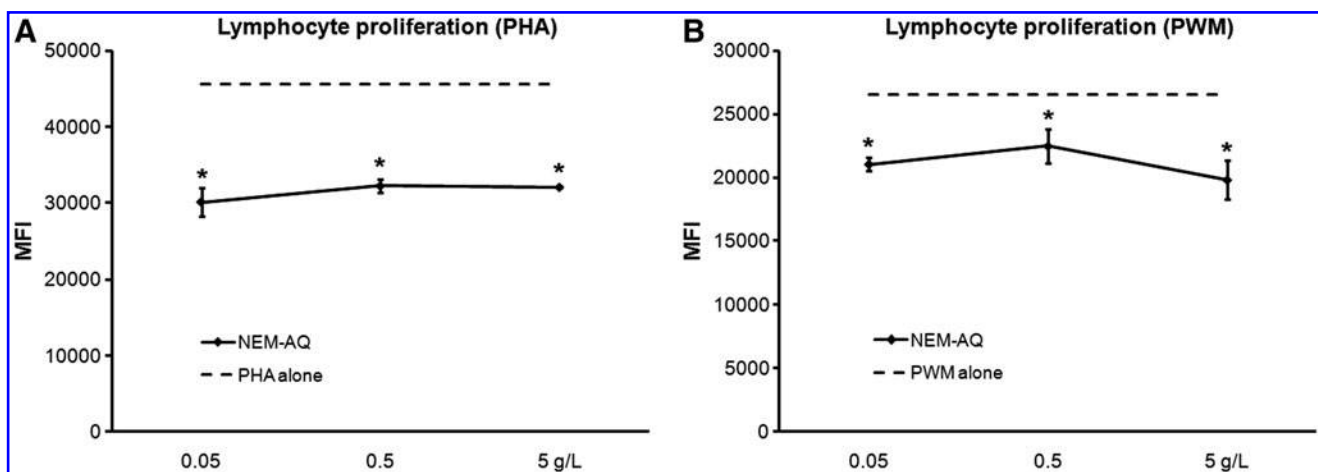 A
Lymphocyte proliferation (PHA)
50000
40000
30000
20000
10000
0
MFI
*
*
*
NEM-AQ
PHA alone
0.05
0.5
5 g/L
B
Lymphocyte proliferation (PWM)
30000
25000
20000
15000
10000
5000
0
MFI
*
*
*
NEM-AQ
PWM alone
0.05
0.5
5 g/L